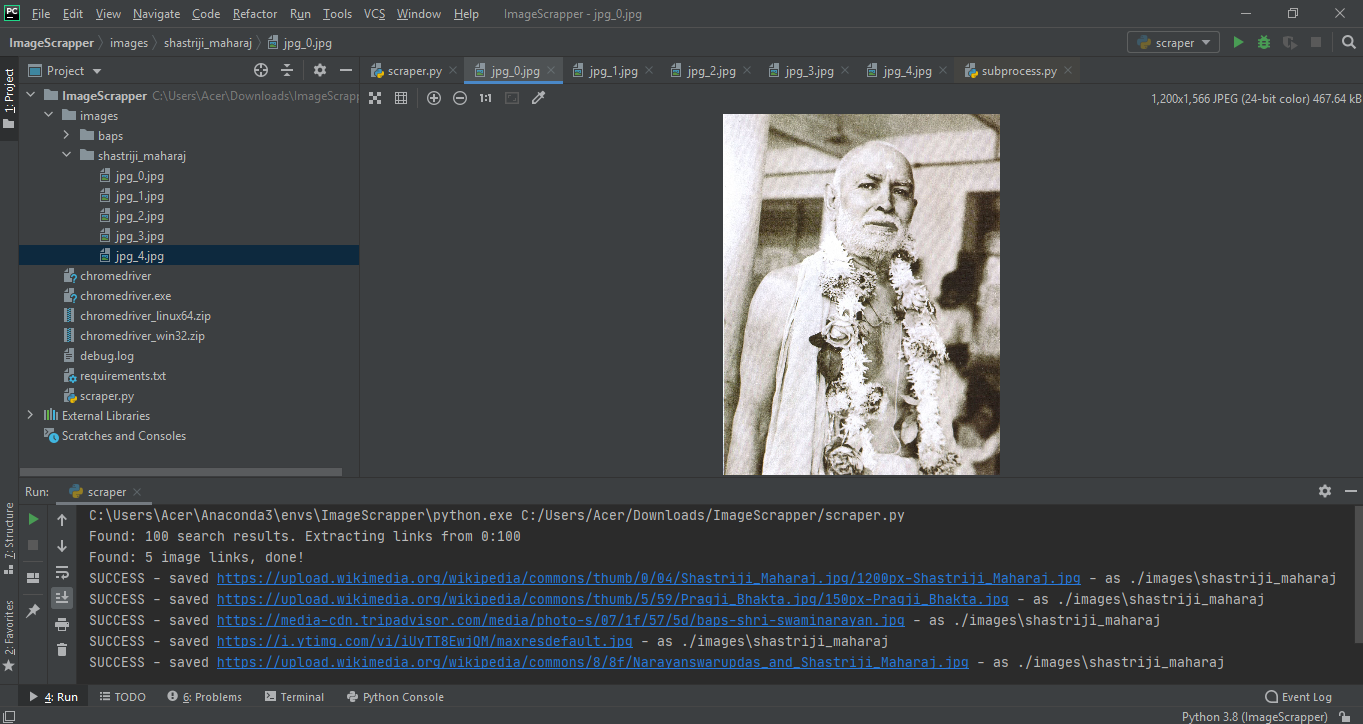 File Edit View Navigate Code Refactor Run Tools VCS Window Help ImageScrapper - jpg_0.jpg
ImageScrapper images shastriji_maharaj jpg_0.jpg scraper
1: Project
Project
scraper.py jpg_0.jpg jpg_1.jpg jpg_2.jpg jpg_3.jpg jpg_4.jpg subprocess.py
1:1 1,200x1,566 JPEG (24-bit color) 467.64 kB
ImageScrapper C:\Users\Acer\Downloads\ImageScrapp
images
baps
shastriji_maharaj
jpg_0.jpg
jpg_1.jpg
jpg_2.jpg
jpg_3.jpg
jpg_4.jpg
chromedriver
chromedriver.exe
chromedriver_linux64.zip
chromedriver_win32.zip
debug.log
requirements.txt
scraper.py
External Libraries
Scratches and Consoles
7: Structure
2: Favorites
Run: scraper
C:\Users\Acer\Anaconda3\envs\ImageScrapper\python.exe C:/Users/Acer/Downloads/ImageScrapper/scraper.py
Found: 100 search results. Extracting links from 0:100
Found: 5 image links, done!
SUCCESS - saved https://upload.wikimedia.org/wikipedia/commons/thumb/0/04/Shastriji_Maharaj.jpg/1200px-Shastriji_Maharaj.jpg - as ./images\shastriji_maharaj
SUCCESS - saved https://upload.wikimedia.org/wikipedia/commons/thumb/5/59/Pragji_Bhakta.jpg/150px-Pragji_Bhakta.jpg - as ./images\shastriji_maharaj
SUCCESS - saved https://media-cdn.tripadvisor.com/media/photo-s/07/1f/57/5d/baps-shri-swaminarayan.jpg - as ./images\shastriji_maharaj
SUCCESS - saved https://i.ytimg.com/vi/iUyTT8EwjQM/maxresdefault.jpg - as ./images\shastriji_maharaj
SUCCESS - saved https://upload.wikimedia.org/wikipedia/commons/8/8f/Narayanswarupdas_and_Shastriji_Maharaj.jpg - as ./images\shastriji_maharaj
4: Run TODO 6: Problems Terminal Python Console Event Log
Python 3.8 (ImageScrapper)